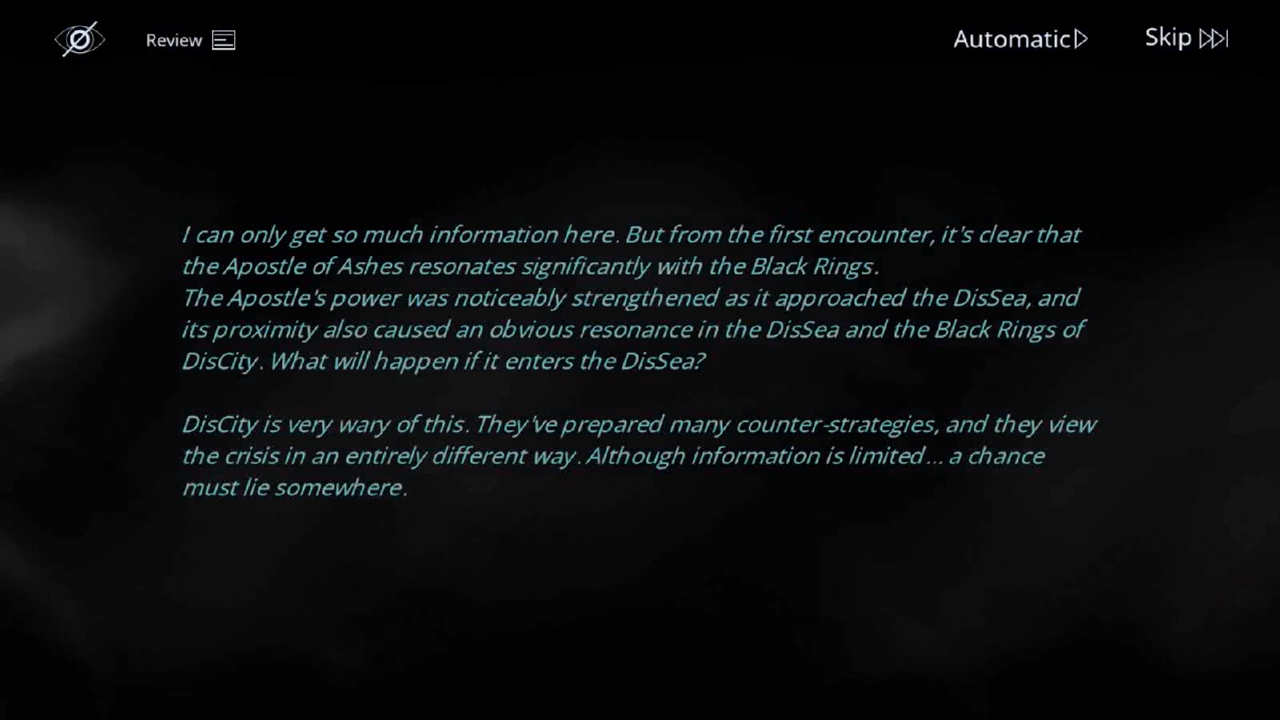 Review
Automatic
Skip
I can only get so much information here. But from the first encounter, it's clear that
the Apostle of Ashes resonates significantly with the Black Rings.
The Apostle's power was noticeably strengthened as it approached the DisSea, and
its proximity also caused an obvious resonance in the DisSea and the Black Rings of
DisCity. What will happen if it enters the DisSea?
DisCity is very wary of this. They've prepared many counter-strategies, and they view
the crisis in an entirely different way. Although information is limited... a chance
must lie somewhere.